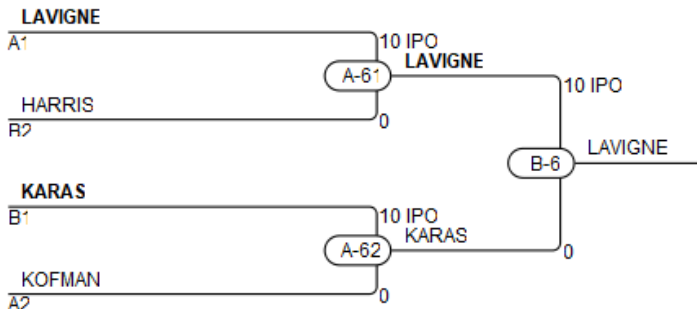 LAVIGNE
A1
10 IPO
A-61
LAVIGNE
HARRIS
B2
0
10 IPO
B-6
LAVIGNE
KARAS
B1
10 IPO
A-62
KARAS
0
KOFMAN
A2
0